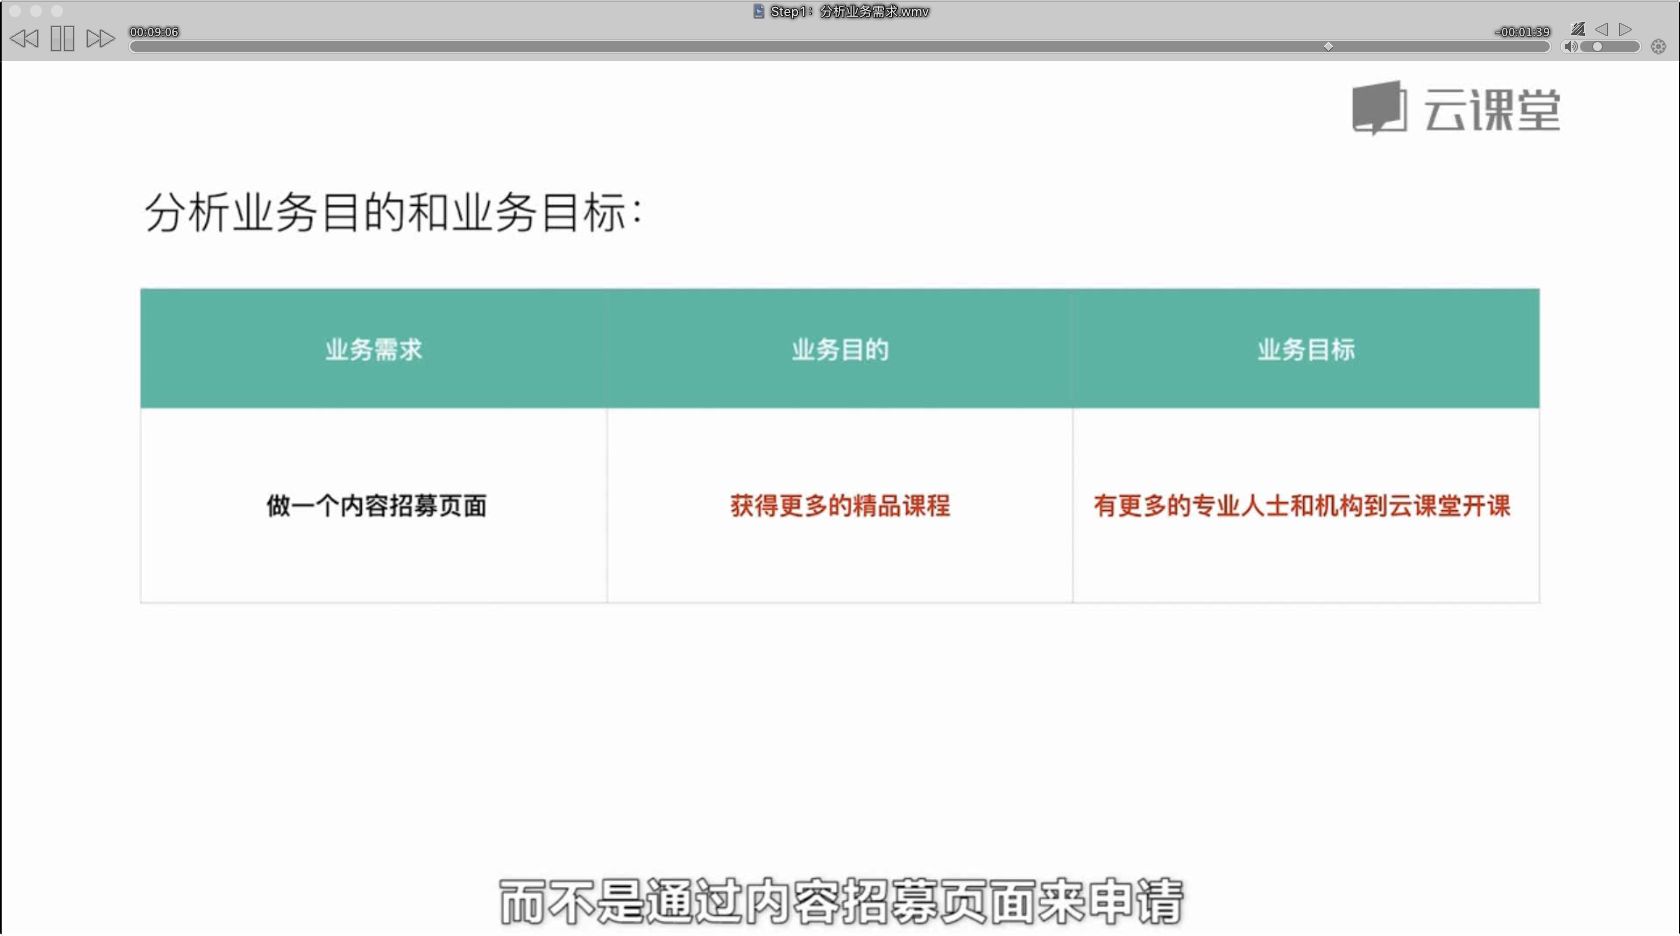 Step1：分析业务需求.wmv
00:09:06
-00:01:39
云课堂
分析业务目的和业务目标：
业务需求
业务目的
业务目标
做一个内容招募页面
获得更多的精品课程
有更多的专业人士和机构到云课堂开课
而不是通过内容招募页面来申请